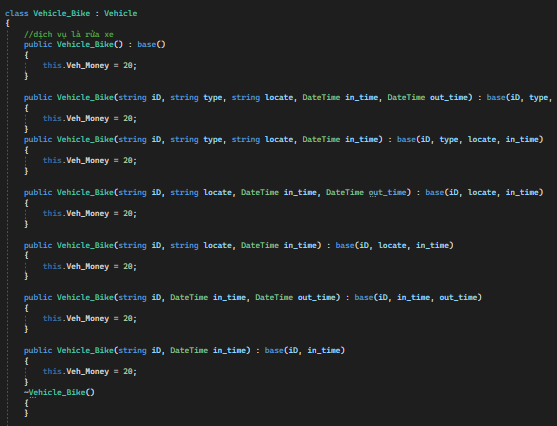 class Vehicle_Bike : Vehicle
{
//dịch vụ là rửa xe
public Vehicle_Bike() : base()
{
this.Veh_Money = 20;
}
public Vehicle_Bike(string iD, string type, string locate, DateTime in_time, DateTime out_time) : base(iD, type,
{
this.Veh_Money = 20;
}
public Vehicle_Bike(string iD, string type, string locate, DateTime in_time) : base(iD, type, locate, in_time)
{
this.Veh_Money = 20;
}
public Vehicle_Bike(string iD, string locate, DateTime in_time, DateTime out_time) : base(iD, locate, in_time)
{
this.Veh_Money = 20;
}
public Vehicle_Bike(string iD, string locate, DateTime in_time) : base(iD, locate, in_time)
{
this.Veh_Money = 20;
}
public Vehicle_Bike(string iD, DateTime in_time, DateTime out_time) : base(iD, in_time, out_time)
{
this.Veh_Money = 20;
}
public Vehicle_Bike(string iD, DateTime in_time) : base(iD, in_time)
{
this.Veh_Money = 20;
}
~Vehicle_Bike()
{
}